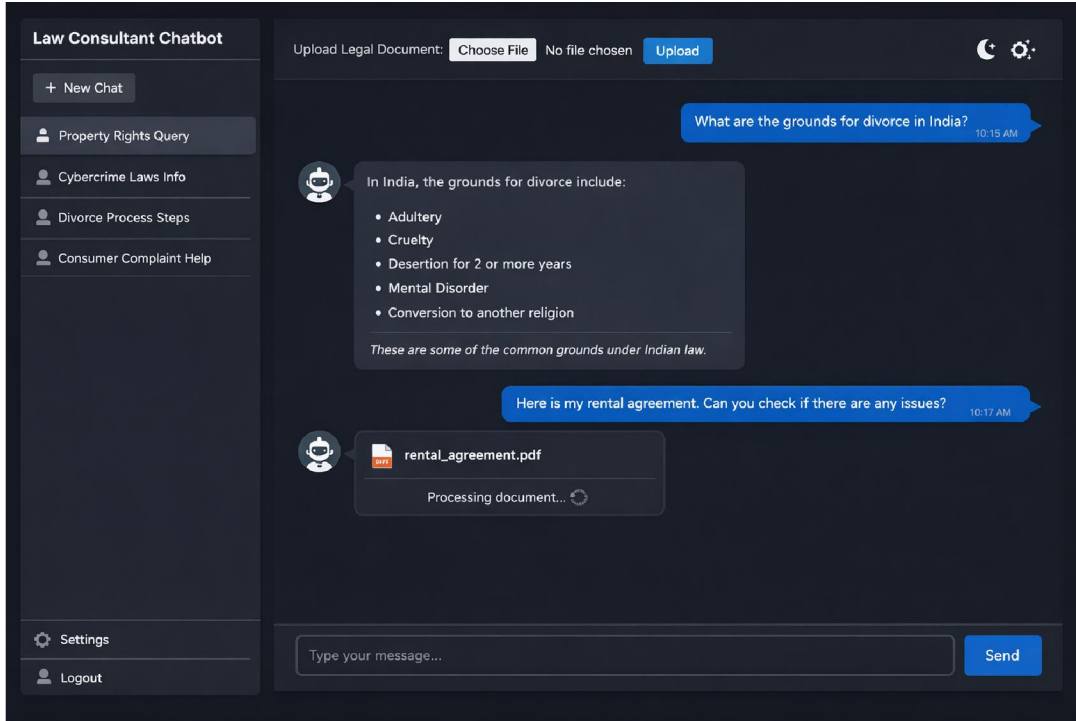 Law Consultant Chatbot
+ New Chat
Property Rights Query
Cybercrime Laws Info
Divorce Process Steps
Consumer Complaint Help
Settings
Logout
Upload Legal Document: Choose File No file chosen Upload
What are the grounds for divorce in India?
10:15 AM
In India, the grounds for divorce include:
• Adultery
• Cruelty
• Desertion for 2 or more years
• Mental Disorder
• Conversion to another religion
These are some of the common grounds under Indian law.
Here is my rental agreement. Can you check if there are any issues?
10:17 AM
rental_agreement.pdf
Processing document...
Type your message...
Send